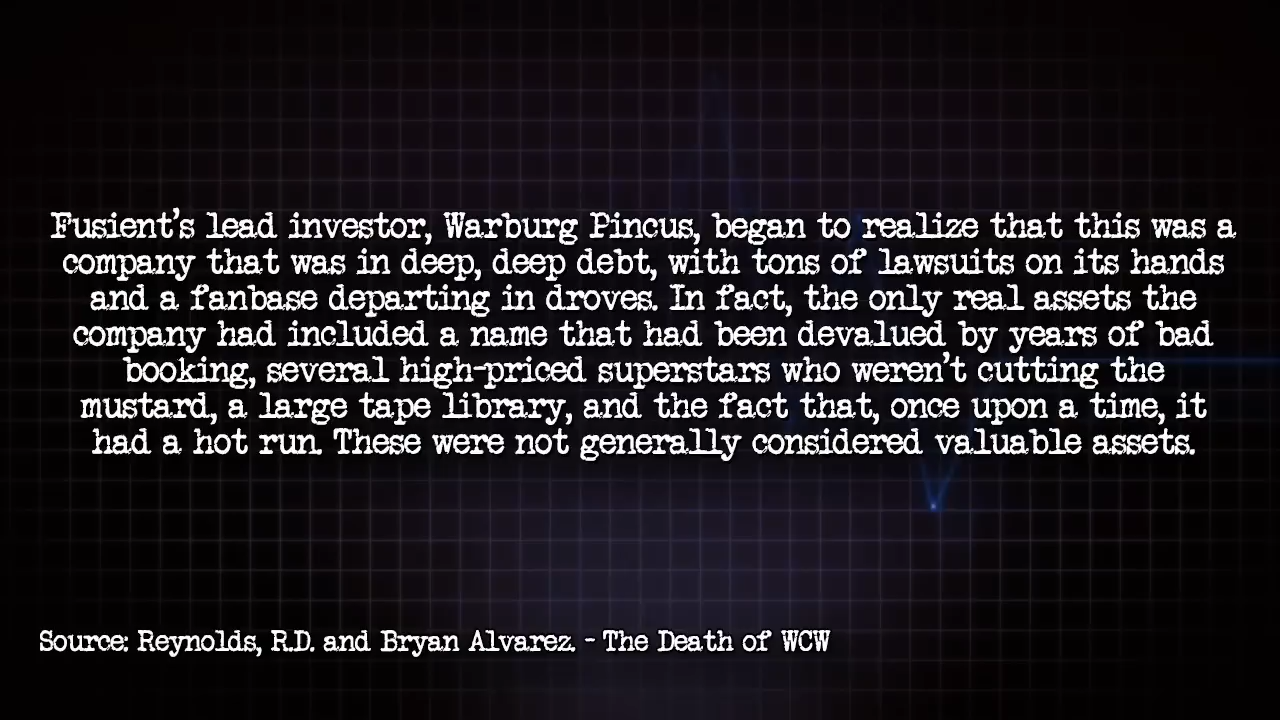 Fusient's lead investor, Warburg Pincus, began to realize that this was a
company that was in deep, deep debt, with tons of lawsuits on its hands
and a fanbase departing in droves. In fact, the only real assets the
company had included a name that had been devalued by years of bad
booking, several high-priced superstars who weren't cutting the
mustard, a large tape library, and the fact that, once upon a time, it
had a hot run. These were not generally considered valuable assets.
Source: Reynolds, R.D. and Bryan Alvarez. - The Death of WCW